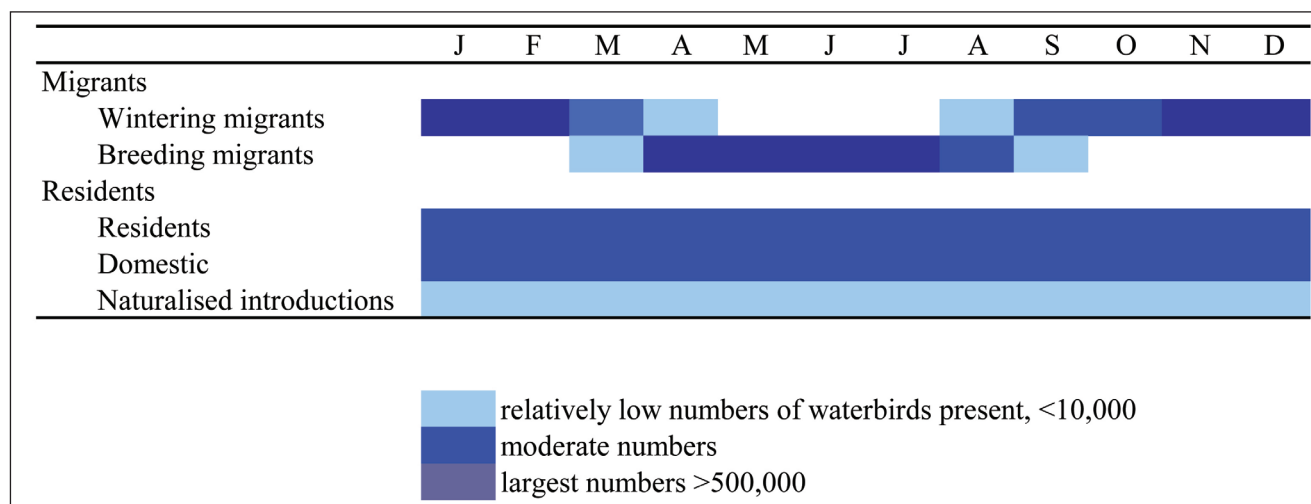 J F M A M J J A S O N D
Migrants
Wintering migrants
Breeding migrants
Residents
Residents
Domestic
Naturalised introductions
relatively low numbers of waterbirds present, <10,000
moderate numbers
largest numbers >500,000